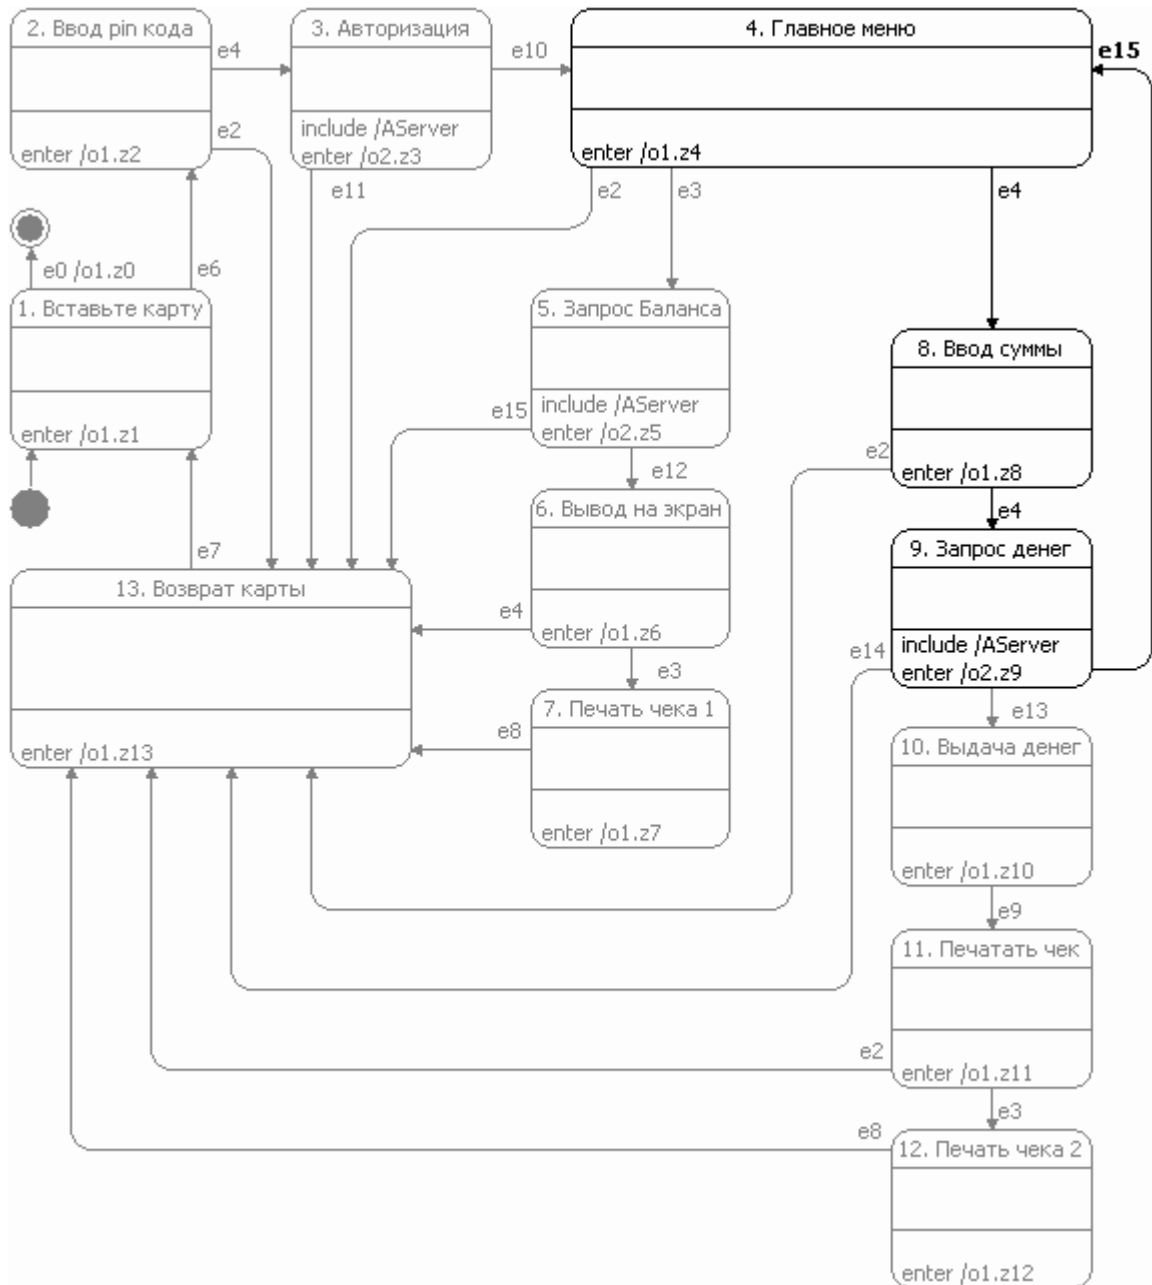 2. Ввод pin кода
enter /o1.z2
e4
3. Авторизация
include /AServer
enter /o2.z3
e10
4. Главное меню
enter /o1.z4
e15
e2
e11
e2
e3
e4
e0 /o1.z0
e6
1. Вставьте карту
enter /o1.z1
5. Запрос Баланса
include /AServer
enter /o2.z5
e15
e12
8. Ввод суммы
enter /o1.z8
e2
e4
6. Вывод на экран
enter /o1.z6
e4
e3
9. Запрос денег
include /AServer
enter /o2.z9
e14
e13
e7
13. Возврат карты
enter /o1.z13
7. Печать чека 1
enter /o1.z7
e8
10. Выдача денег
enter /o1.z10
e9
11. Печатать чек
enter /o1.z11
e2
e3
e8
12. Печать чека 2
enter /o1.z12